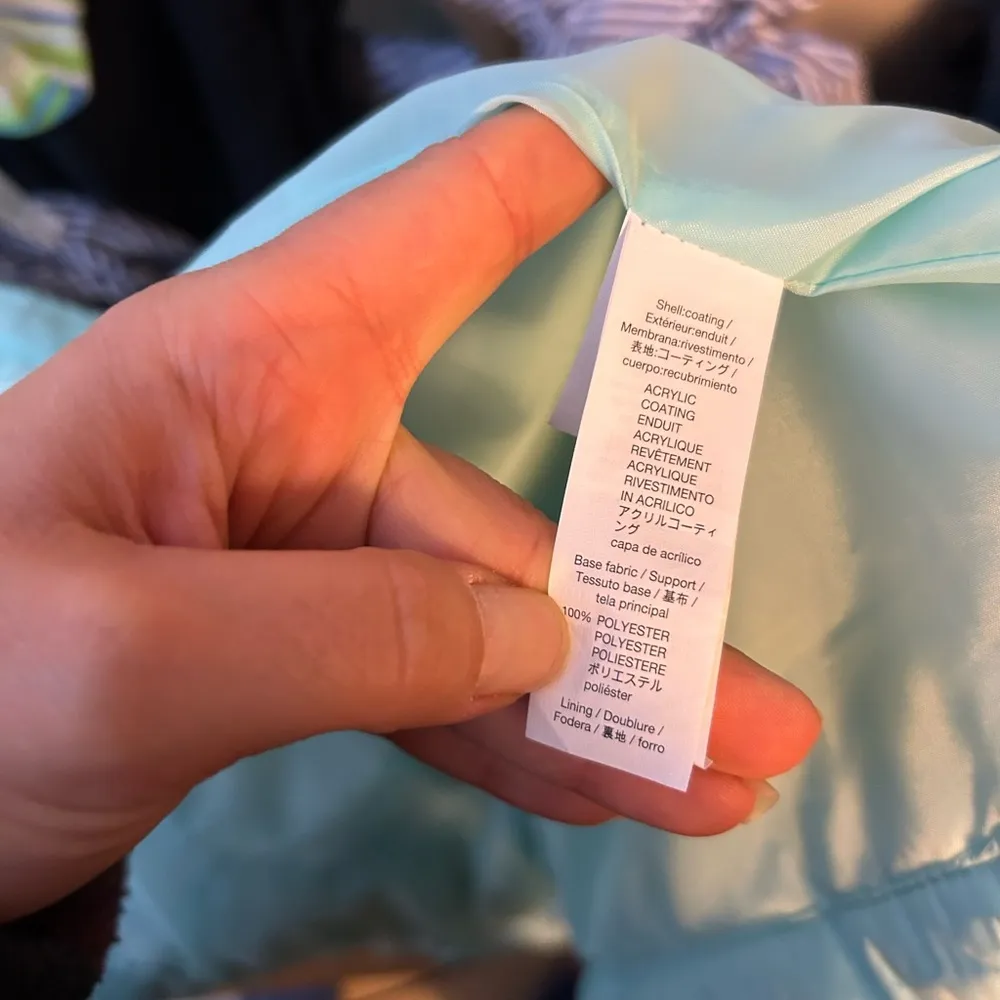 Shell:coating /
Extérieur:enduit /
Membrana:rivestimento /
表地:コーティング /
cuerpo:recubrimiento
ACRYLIC
COATING
ENDUIT
ACRYLIQUE
REVÊTEMENT
ACRYLIQUE
RIVESTIMENTO
IN ACRILICO
アクリルコーティ
ング
capa de acrílico
Base fabric / Support /
Tessuto base / 基布 /
tela principal
100% POLYESTER
POLYESTER
POLIESTERE
ポリエステル
poliéster
Lining / Doublure /
Fodera / 裏地 / forro